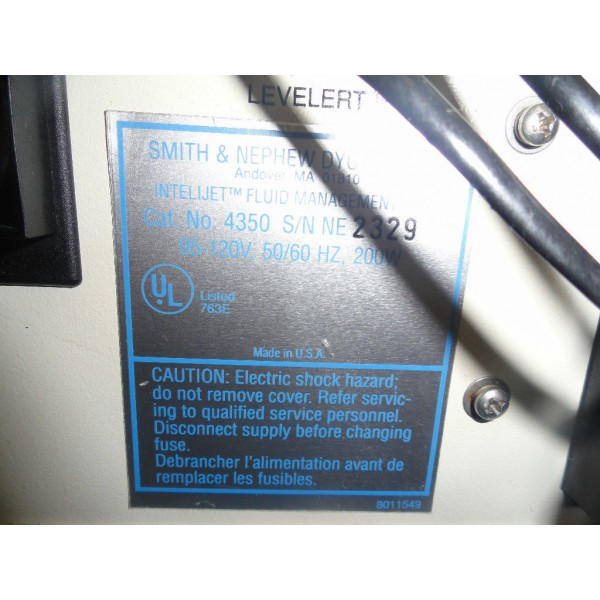 LEVELERT
SMITH & NEPHEW DYO
Andover MA 01810
INTELIJET™ FLUID MANAGEMENT
Cat. No. 4350 S/N NE 2329
95-120V, 50/60 HZ, 200W
UL
Listed
763E
Made in U.S.A.
CAUTION: Electric shock hazard;
do not remove cover. Refer servic-
ing to qualified service personnel.
Disconnect supply before changing
fuse.
Debrancher l'alimentation avant de
remplacer les fusibles.
8011549